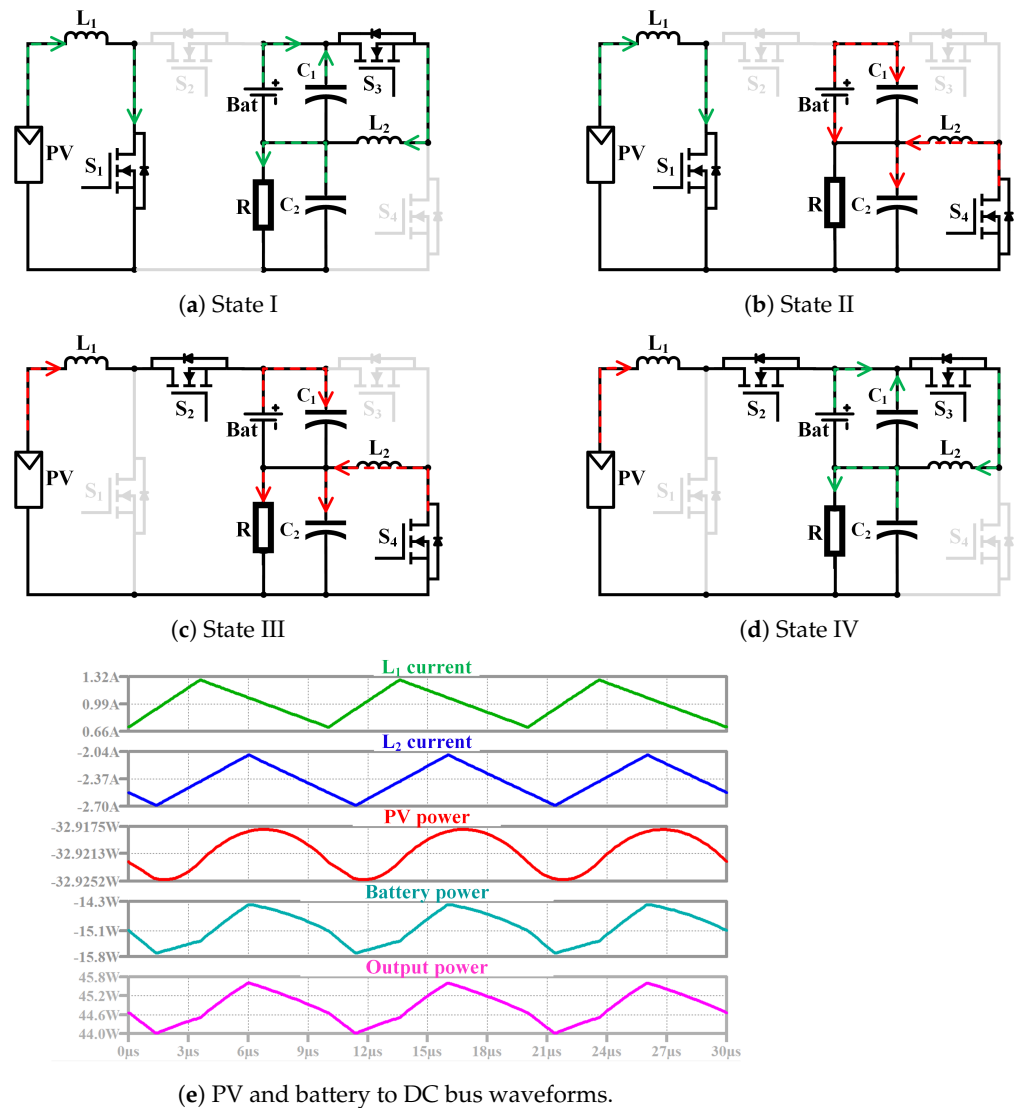 L₁
S₂
C₁
S₃
Bat
L₂
PV
S₁
R
C₂
S₄
(a) State I
L₁
S₂
C₁
S₃
Bat
L₂
PV
S₁
R
C₂
S₄
(b) State II
L₁
S₂
C₁
S₃
Bat
L₂
PV
S₁
R
C₂
S₄
(c) State III
L₁
S₂
C₁
S₃
Bat
L₂
PV
S₁
R
C₂
S₄
(d) State IV
L₁ current
1.32A
0.99A
0.66A
L₂ current
-2.04A
-2.37A
-2.70A
PV power
-32.9175W
-32.9213W
-32.9252W
Battery power
-14.3W
-15.1W
-15.8W
Output power
45.8W
45.2W
44.6W
44.0W
0µs 3µs 6µs 9µs 12µs 15µs 18µs 21µs 24µs 27µs 30µs
(e) PV and battery to DC bus waveforms.